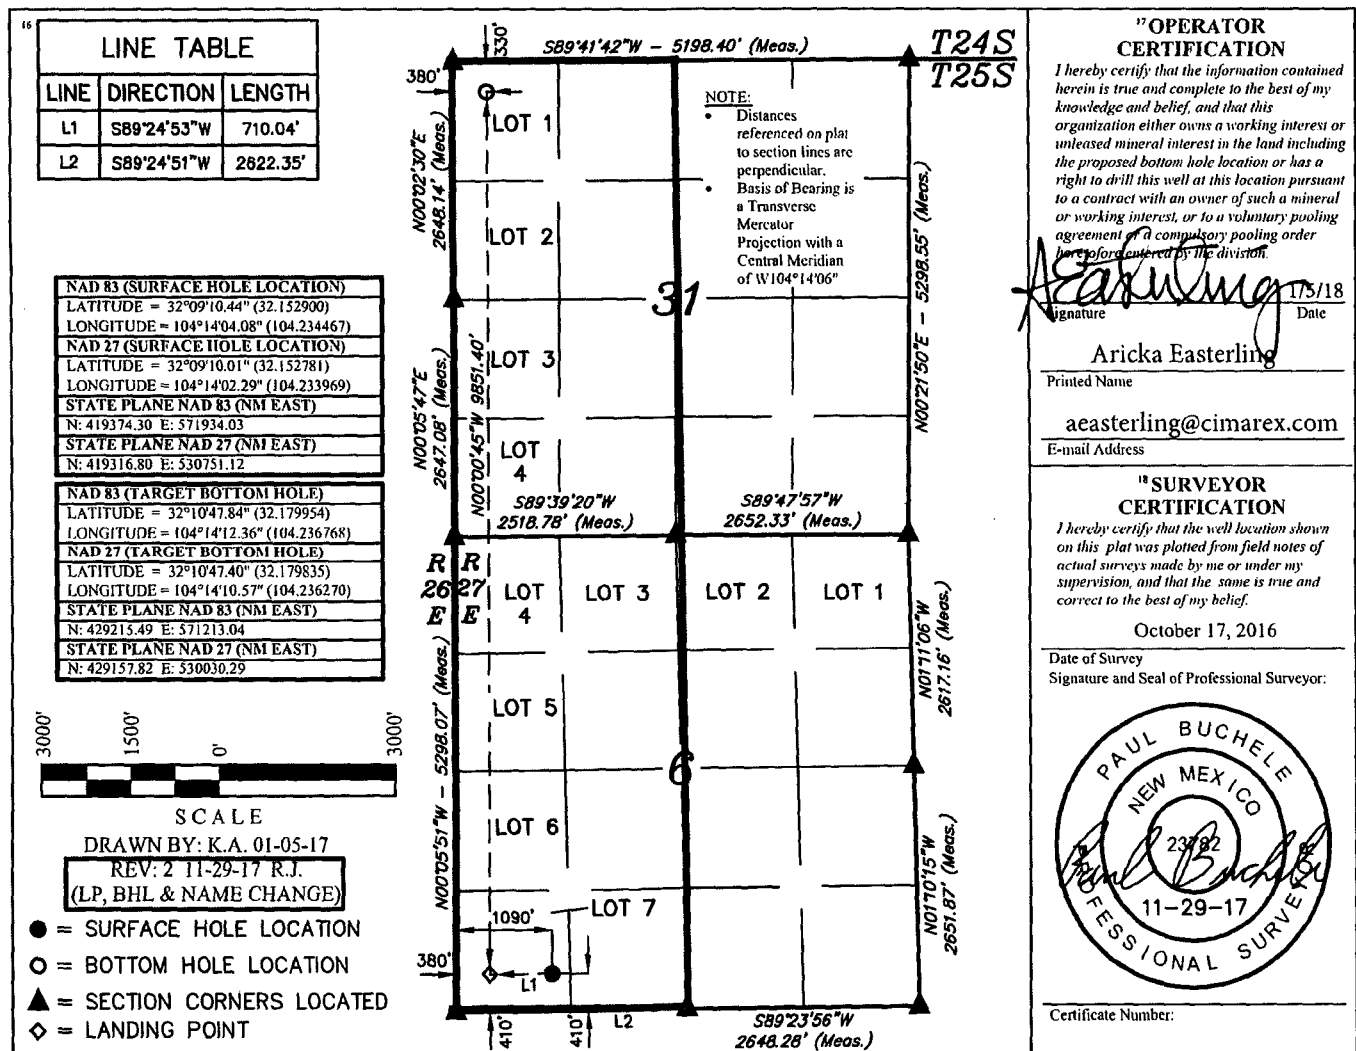 16
LINE TABLE
LINE DIRECTION LENGTH
L1 S89°24'53"W 710.04'
L2 S89°24'51"W 2622.35'
NAD 83 (SURFACE HOLE LOCATION)
LATITUDE = 32°09'10.44" (32.152900)
LONGITUDE = 104°14'04.08" (104.234467)
NAD 27 (SURFACE HOLE LOCATION)
LATITUDE = 32°09'10.01" (32.152781)
LONGITUDE = 104°14'02.29" (104.233969)
STATE PLANE NAD 83 (NM EAST)
N: 419374.30 E: 571934.03
STATE PLANE NAD 27 (NM EAST)
N: 419316.80 E: 530751.12
NAD 83 (TARGET BOTTOM HOLE)
LATITUDE = 32°10'47.84" (32.179954)
LONGITUDE = 104°14'12.36" (104.236768)
NAD 27 (TARGET BOTTOM HOLE)
LATITUDE = 32°10'47.40" (32.179835)
LONGITUDE = 104°14'10.57" (104.236270)
STATE PLANE NAD 83 (NM EAST)
N: 429215.49 E: 571213.04
STATE PLANE NAD 27 (NM EAST)
N: 429157.82 E: 530030.29
3000' 1500' 0' 3000'
SCALE
DRAWN BY: K.A. 01-05-17
REV: 2 11-29-17 R.J.
(LP, BHL & NAME CHANGE)
= SURFACE HOLE LOCATION
= BOTTOM HOLE LOCATION
= SECTION CORNERS LOCATED
= LANDING POINT
330'
S89°41'42"W – 5198.40' (Meas.)
T24S
T25S
380'
LOT 1
NOTE:
• Distances
referenced on plat
to section lines are
perpendicular.
• Basis of Bearing is
a Transverse
Mercator
Projection with a
Central Meridian
of W104°14'06"
N00°02'30"E
2648.14' (Meas.)
LOT 2
N00°21'50"E – 5298.55' (Meas.)
31
LOT 3
N00°05'47"E
2647.08' (Meas.)
N00°00'45"W 9851.40'
LOT
4
S89°39'20"W
2518.78' (Meas.)
S89°47'57"W
2652.33' (Meas.)
R R
26 27
E E
LOT
4
LOT 3
LOT 2
LOT 1
N01°11'06"W
2617.16' (Meas.)
LOT 5
N00°05'51"W – 5298.07' (Meas.)
6
LOT 6
LOT 7
N01°10'15"W
2651.87' (Meas.)
1090'
380'
L1
410'
410'
L2
S89°23'56"W
2648.28' (Meas.)
17 OPERATOR
CERTIFICATION
I hereby certify that the information contained
herein is true and complete to the best of my
knowledge and belief, and that this
organization either owns a working interest or
unleased mineral interest in the land including
the proposed bottom hole location or has a
right to drill this well at this location pursuant
to a contract with an owner of such a mineral
or working interest, or to a voluntary pooling
agreement or a compulsory pooling order
heretofore entered by the division.
AEasterling 1/5/18
Signature Date
Aricka Easterling
Printed Name
aeasterling@cimarex.com
E-mail Address
18 SURVEYOR
CERTIFICATION
I hereby certify that the well location shown
on this plat was plotted from field notes of
actual surveys made by me or under my
supervision, and that the same is true and
correct to the best of my belief.
October 17, 2016
Date of Survey
Signature and Seal of Professional Surveyor:
PAUL BUCHELE
NEW MEXICO
23782
Paul Buchele
11-29-17
PROFESSIONAL SURVEYOR
Certificate Number: